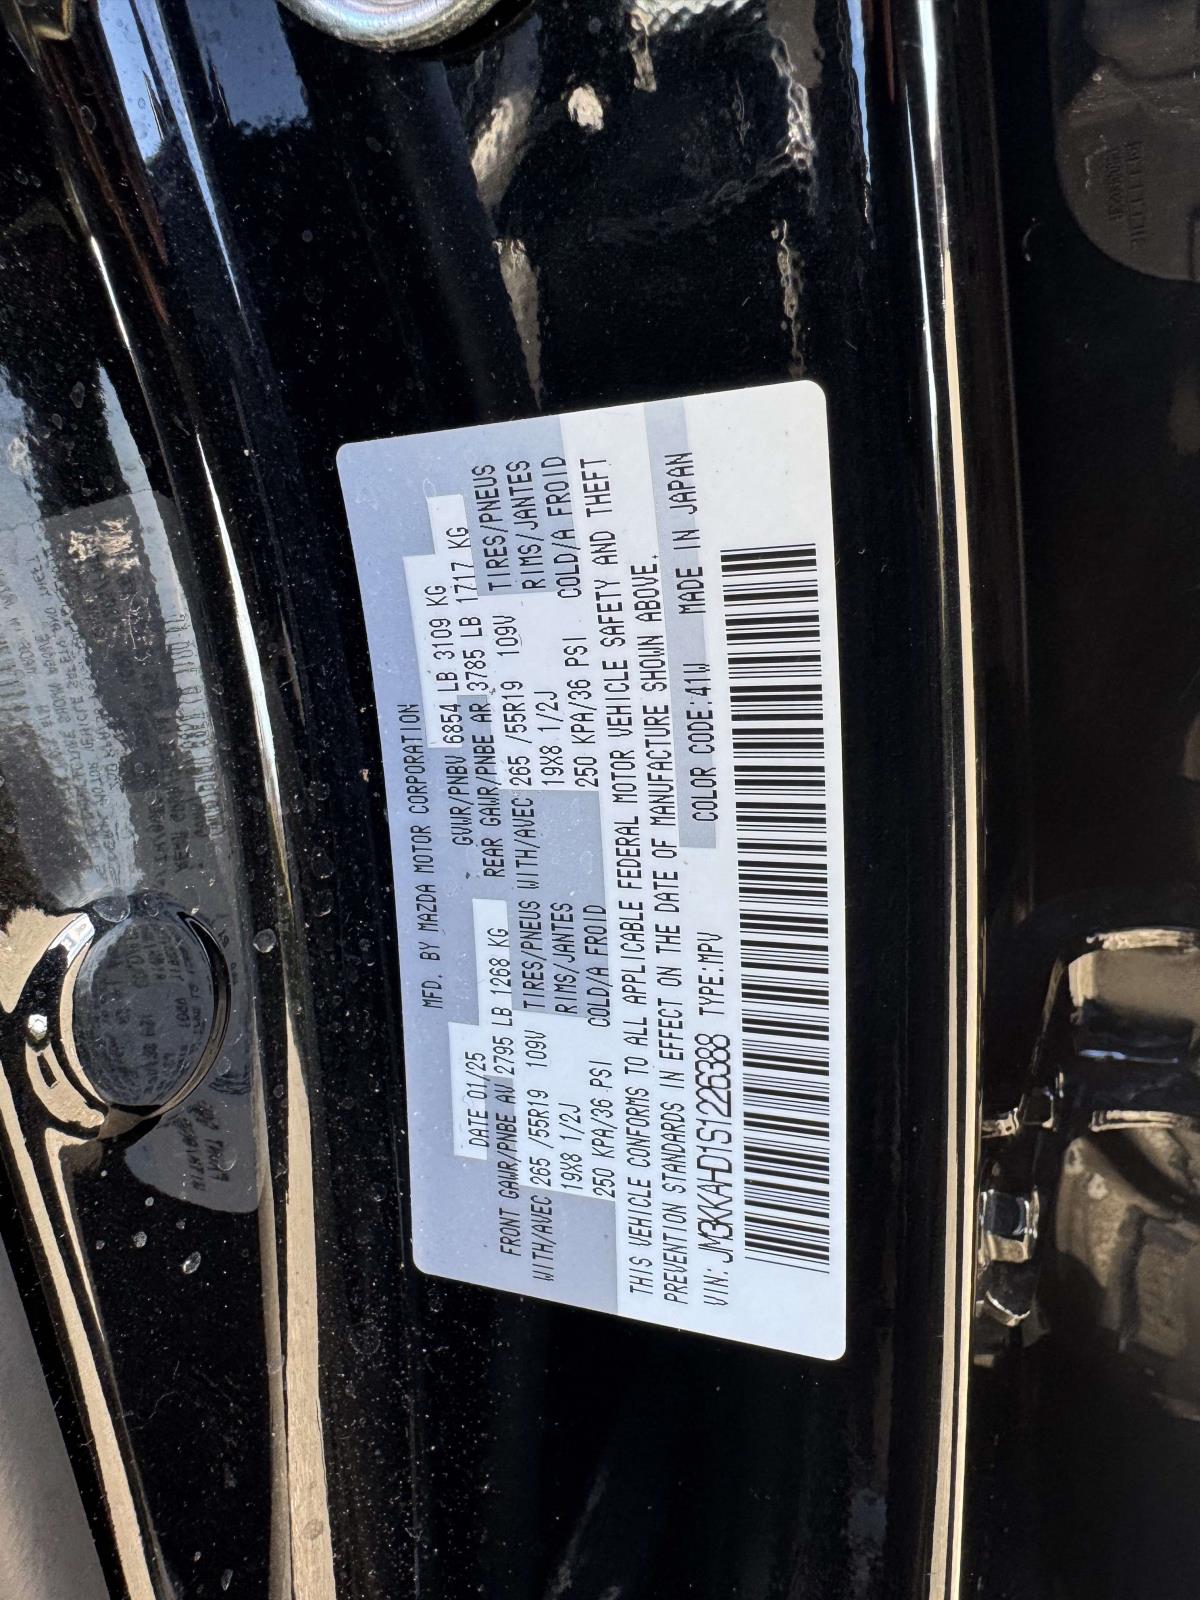 MFD. BY MAZDA MOTOR CORPORATION
DATE 01/25 GVWR/PNBV 6854 LB 3109 KG
FRONT GAWR/PNBE AV 2795 LB 1268 KG REAR GAWR/PNBE AR 3785 LB 1717 KG
WITH/AVEC 265 /55R19 109V TIRES/PNEUS WITH/AVEC 265 /55R19 109V TIRES/PNEUS
19X8 1/2J RIMS/JANTES 19X8 1/2J RIMS/JANTES
250 KPA/36 PSI COLD/A FROID 250 KPA/36 PSI COLD/A FROID
THIS VEHICLE CONFORMS TO ALL APPLICABLE FEDERAL MOTOR VEHICLE SAFETY AND THEFT
PREVENTION STANDARDS IN EFFECT ON THE DATE OF MANUFACTURE SHOWN ABOVE.
VIN: JM3KKAHD1S1226388 TYPE:MPV COLOR CODE:41W MADE IN JAPAN